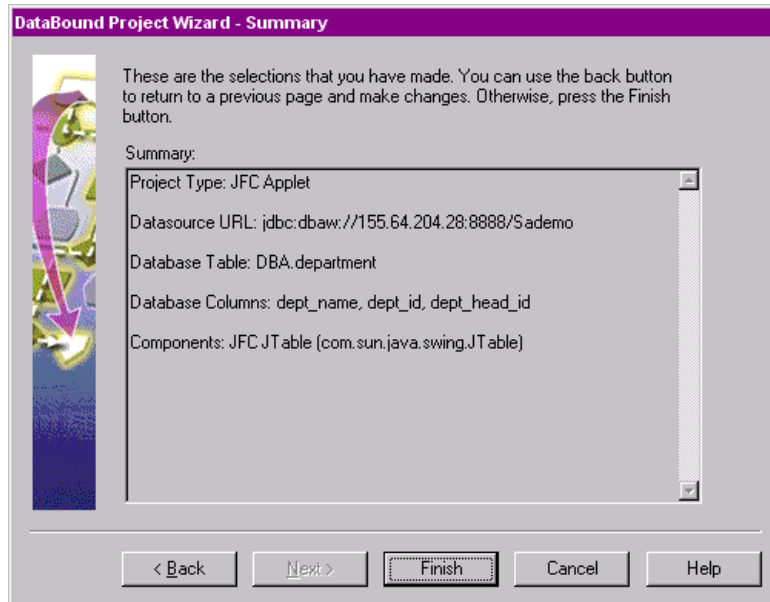 DataBound Project Wizard - Summary
These are the selections that you have made. You can use the back button
to return to a previous page and make changes. Otherwise, press the Finish
button.
Summary:
Project Type: JFC Applet
Datasource URL: jdbc:dbaw://155.64.204.28:8888/Sademo
Database Table: DBA.department
Database Columns: dept_name, dept_id, dept_head_id
Components: JFC JTable (com.sun.java.swing.JTable)
< Back Next > Finish Cancel Help